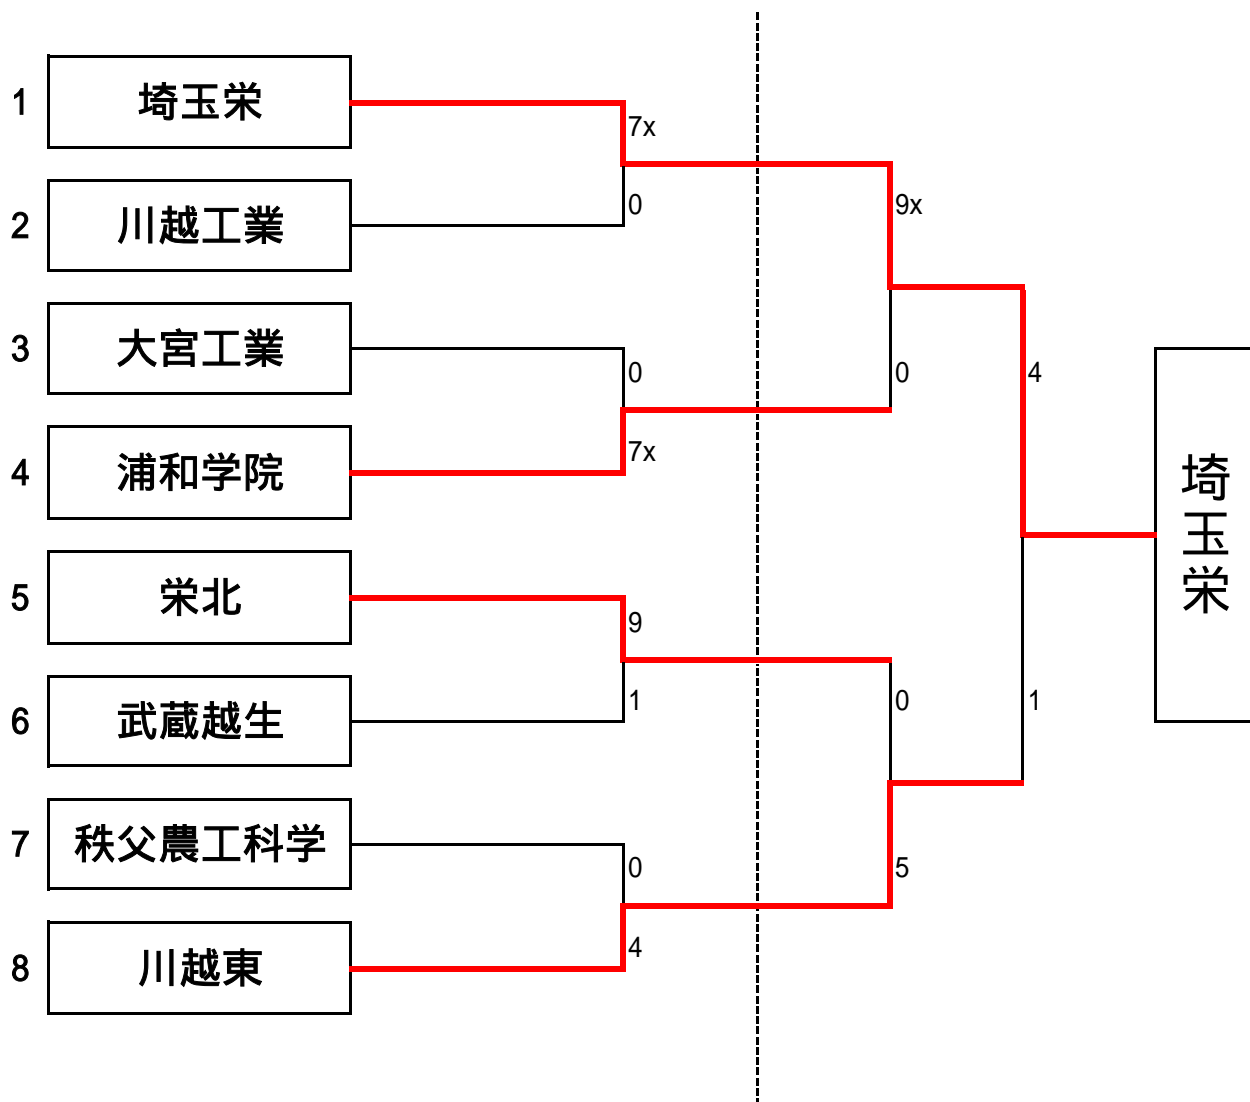 1 埼玉栄
7x
2 川越工業
0
9x
3 大宮工業
0
0
4
4 浦和学院
7x
埼玉栄
5 栄北
9
6 武蔵越生
1
0
1
7 秩父農工科学
0
5
8 川越東
4